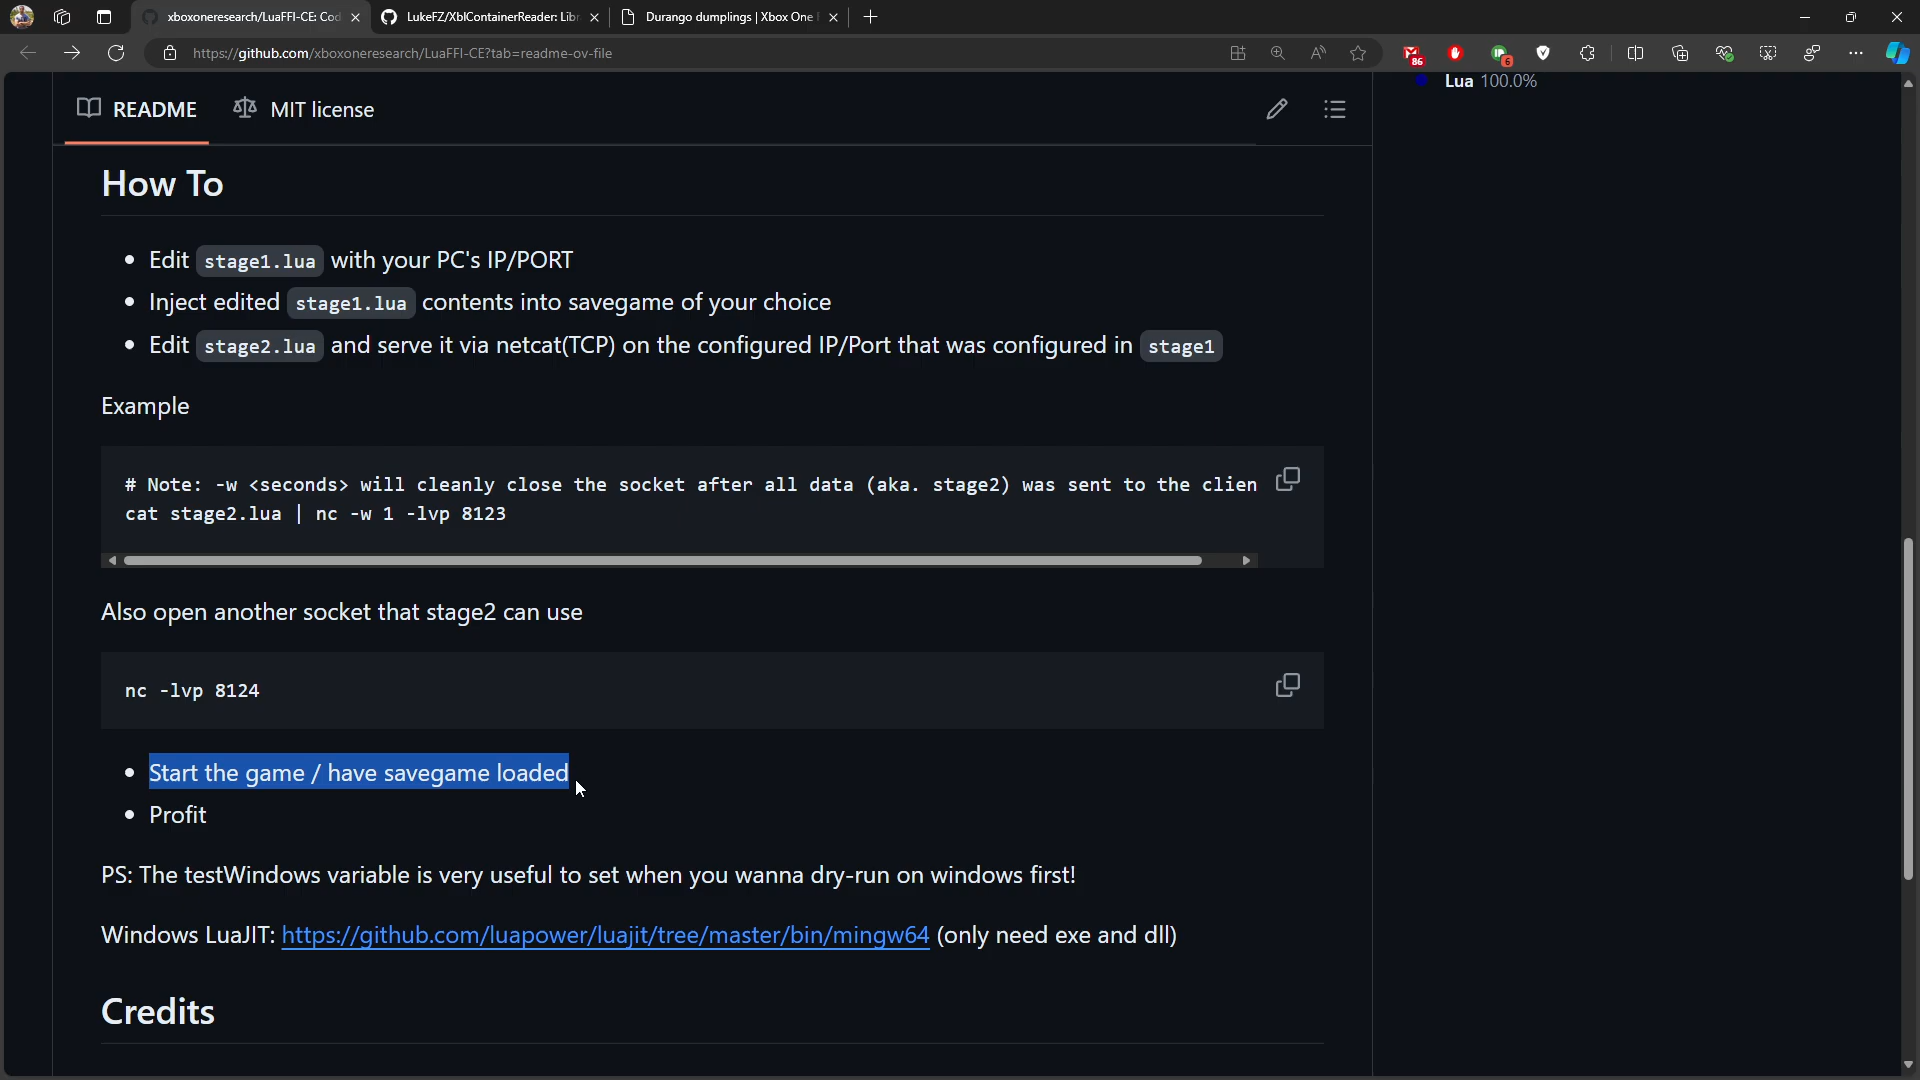 xboxoneresearch/LuaFFI-CE: Cod
LukeFZ/XblContainerReader: Libr
Durango dumplings | Xbox One
https://github.com/xboxoneresearch/LuaFFI-CE?tab=readme-ov-file
86
6
README
MIT license
Lua 100.0%
How To
Edit stage1.lua with your PC's IP/PORT
Inject edited stage1.lua contents into savegame of your choice
Edit stage2.lua and serve it via netcat(TCP) on the configured IP/Port that was configured in stage1
Example
# Note: -w <seconds> will cleanly close the socket after all data (aka. stage2) was sent to the clien
cat stage2.lua | nc -w 1 -lvp 8123
Also open another socket that stage2 can use
nc -lvp 8124
Start the game / have savegame loaded
Profit
PS: The testWindows variable is very useful to set when you wanna dry-run on windows first!
Windows LuaJIT: https://github.com/luapower/luajit/tree/master/bin/mingw64 (only need exe and dll)
Credits